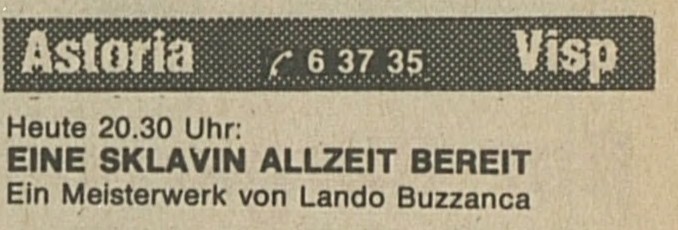 Astoria 6 37 35 Visp
Heute 20.30 Uhr:
EINE SKLAVIN ALLZEIT BEREIT
Ein Meisterwerk von Lando Buzzanca